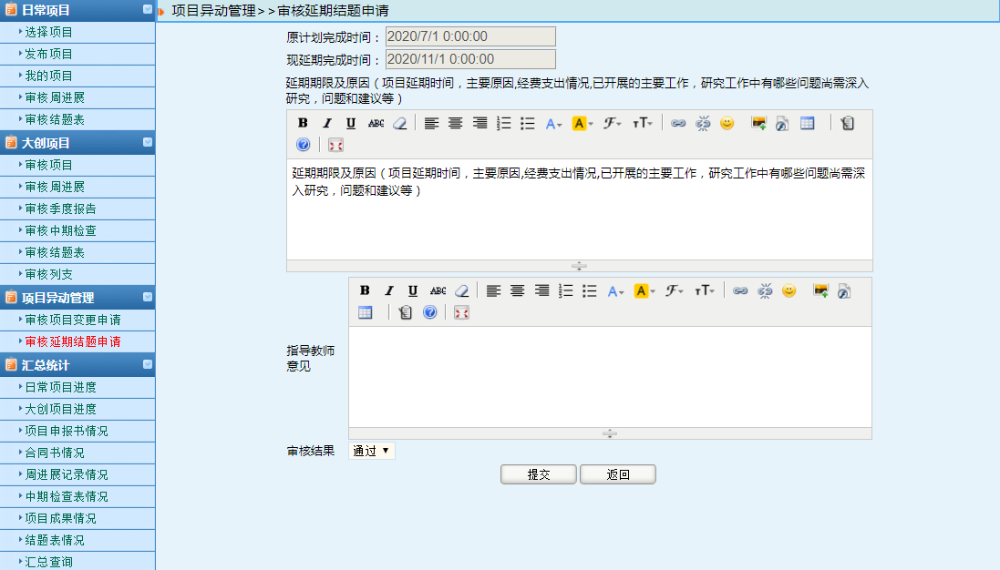 日常项目
选择项目
发布项目
我的项目
审核周进展
审核结题表
大创项目
审核项目
审核周进展
审核季度报告
审核中期检查
审核结题表
审核列支
项目异动管理
审核项目变更申请
审核延期结题申请
汇总统计
日常项目进度
大创项目进度
项目申报书情况
合同书情况
周进展记录情况
中期检查表情况
项目成果情况
结题表情况
汇总查询
项目异动管理>>审核延期结题申请
原计划完成时间： 2020/7/1 0:00:00
现延期完成时间： 2020/11/1 0:00:00
延期期限及原因（项目延期时间，主要原因,经费支出情况,已开展的主要工作，研究工作中有哪些问题尚需深入
研究，问题和建议等）
B I U ABC A A F TT
延期期限及原因（项目延期时间，主要原因,经费支出情况,已开展的主要工作，研究工作中有哪些问题尚需深
入研究，问题和建议等）
B I U ABC A A F TT
指导教师
意见
审核结果 通过
提交 返回